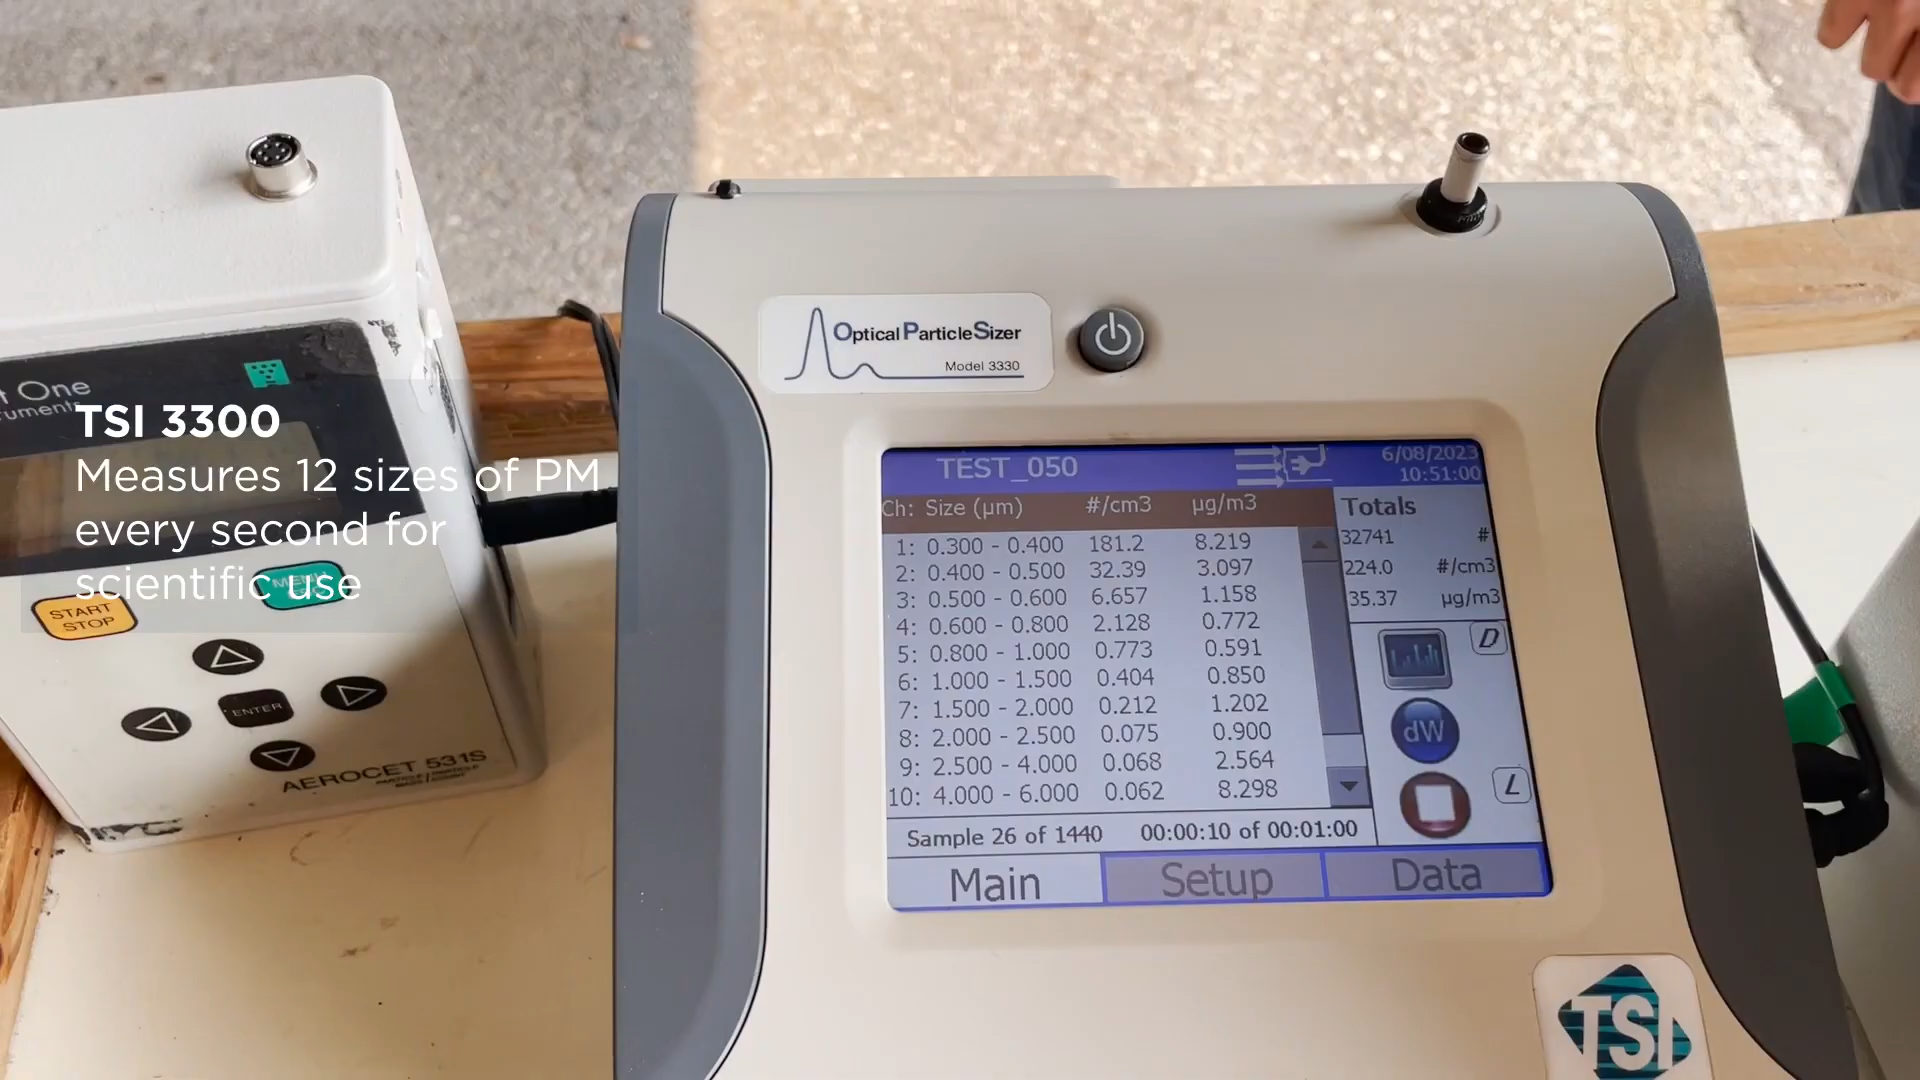 One
TSI 3300
Measures 12 sizes of PM
every second for
scientific use
START
STOP
ENTER
AEROCET 531S
Optical Particle Sizer
Model 3330
TEST_050
6/08/2023
10:51:00
Ch: Size (µm) #/cm3 µg/m3
1: 0.300 - 0.400 181.2 8.219
2: 0.400 - 0.500 32.39 3.097
3: 0.500 - 0.600 6.657 1.158
4: 0.600 - 0.800 2.128 0.772
5: 0.800 - 1.000 0.773 0.591
6: 1.000 - 1.500 0.404 0.850
7: 1.500 - 2.000 0.212 1.202
8: 2.000 - 2.500 0.075 0.900
9: 2.500 - 4.000 0.068 2.564
10: 4.000 - 6.000 0.062 8.298
Totals
32741 #
224.0 #/cm3
35.37 µg/m3
D
dW
L
Sample 26 of 1440 00:00:10 of 00:01:00
Main Setup Data
TSI